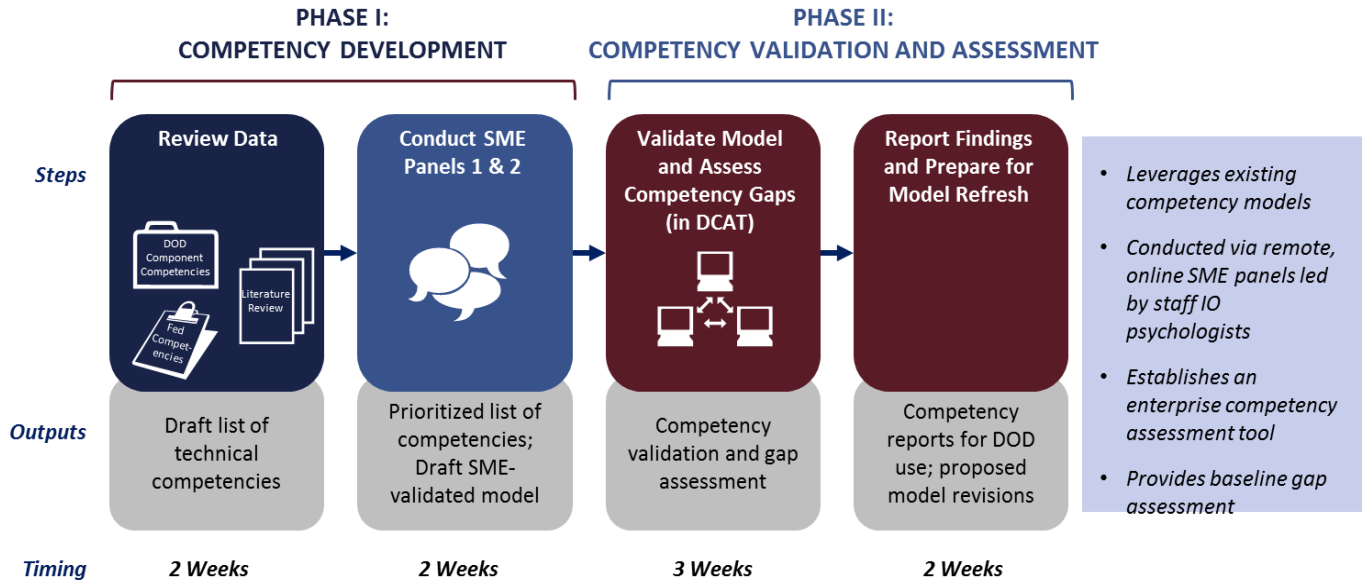 PHASE I:
COMPETENCY DEVELOPMENT
PHASE II:
COMPETENCY VALIDATION AND ASSESSMENT
Steps
Review Data
DOD
Component
Competencies
Literature
Review
Fed
Compet-
encies
Conduct SME
Panels 1 & 2
Validate Model
and Assess
Competency Gaps
(in DCAT)
Report Findings
and Prepare for
Model Refresh
Outputs
Draft list of
technical
competencies
Prioritized list of
competencies;
Draft SME-
validated model
Competency
validation and gap
assessment
Competency
reports for DOD
use; proposed
model revisions
Timing
2 Weeks
2 Weeks
3 Weeks
2 Weeks
• Leverages existing
competency models
• Conducted via remote,
online SME panels led
by staff IO
psychologists
• Establishes an
enterprise competency
assessment tool
• Provides baseline gap
assessment